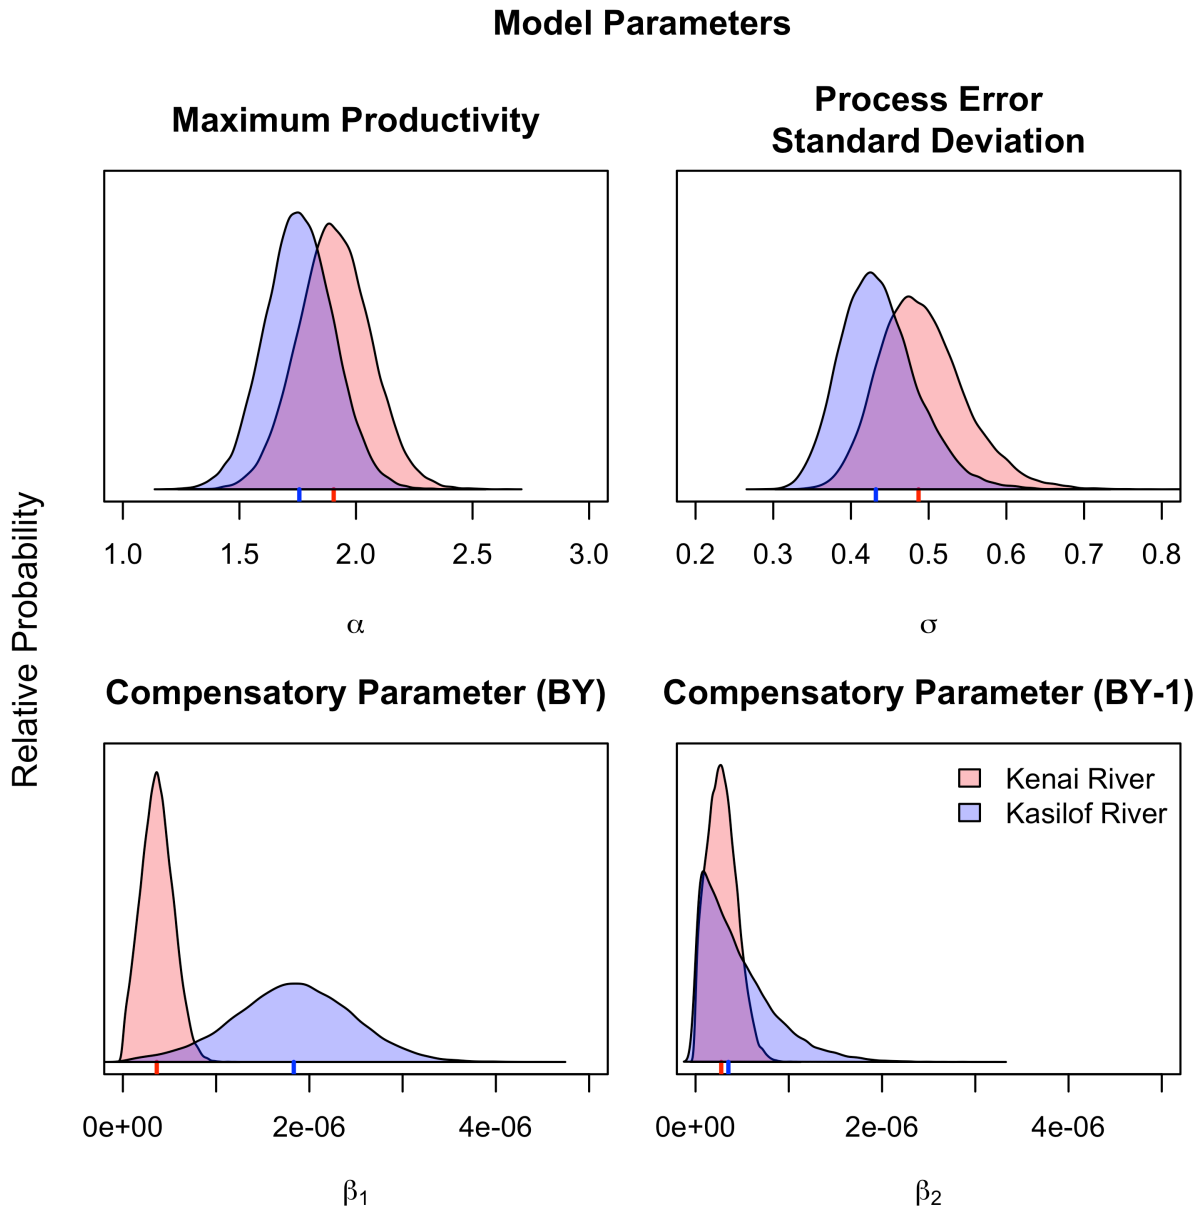 Model Parameters
Maximum Productivity
Process Error
Standard Deviation
1.0 1.5 2.0 2.5 3.0
0.2 0.3 0.4 0.5 0.6 0.7 0.8
α
σ
Relative Probability
Compensatory Parameter (BY)
Compensatory Parameter (BY-1)
Kenai River
Kasilof River
0e+00 2e-06 4e-06
0e+00 2e-06 4e-06
β1
β2